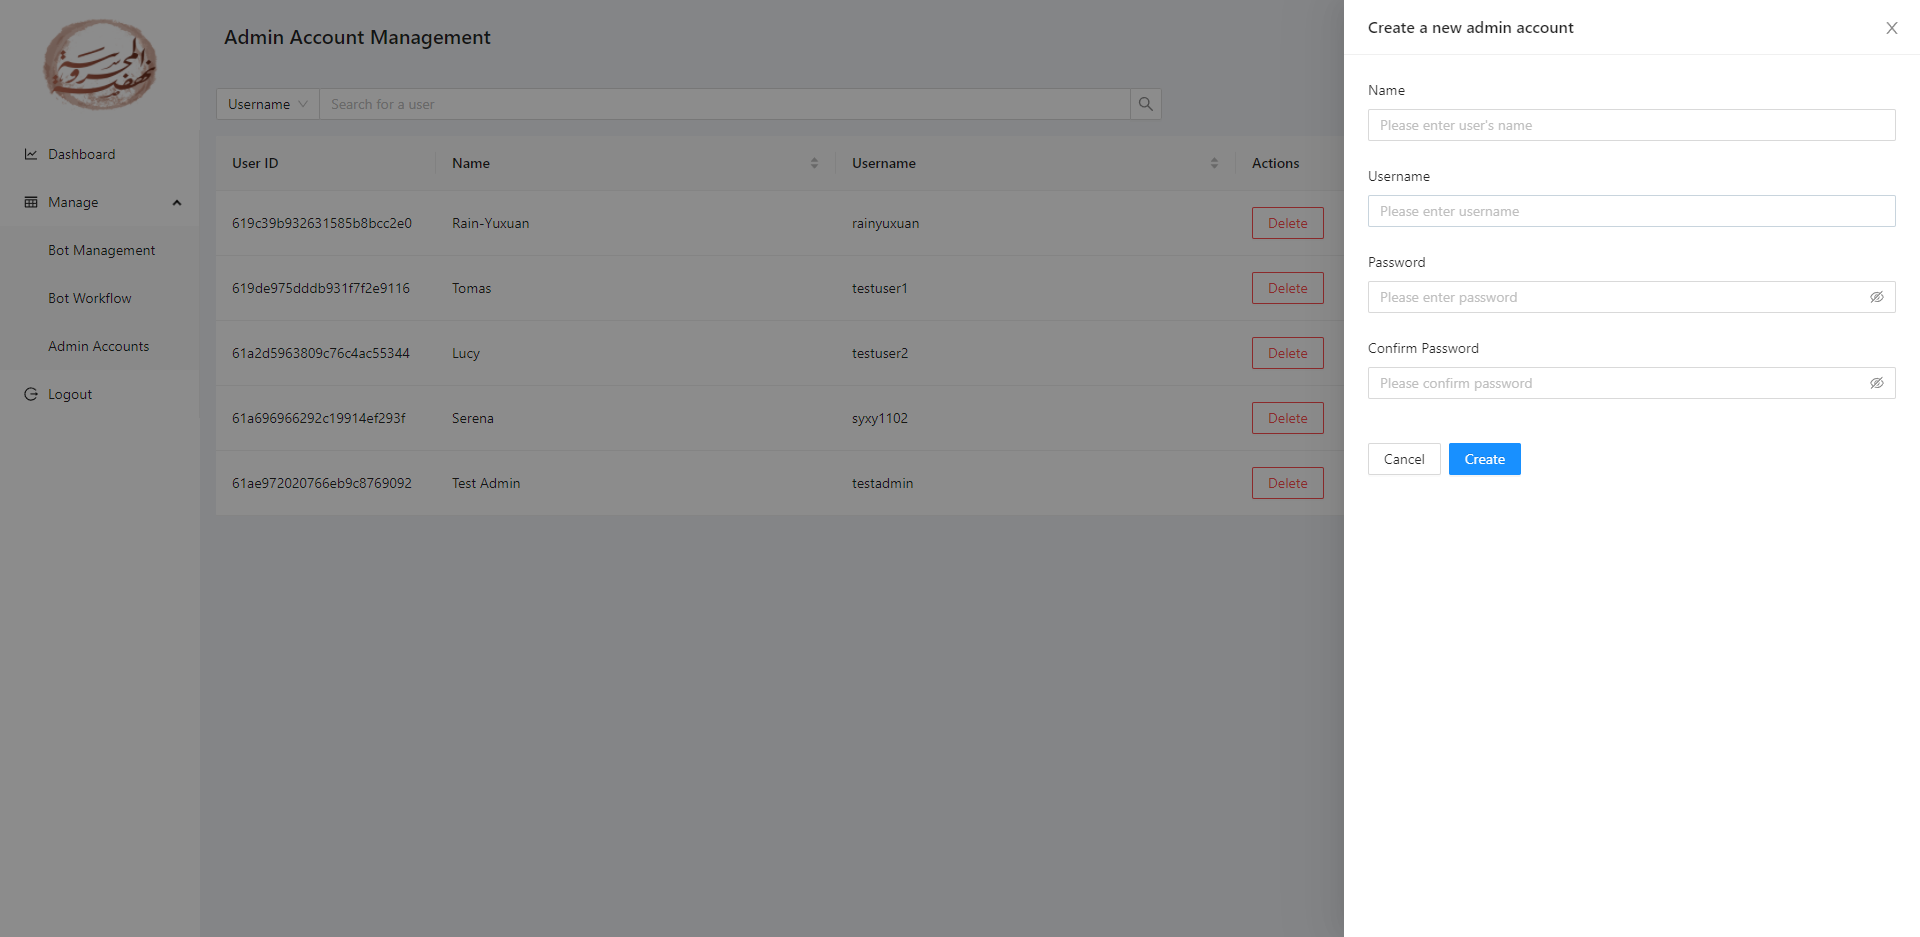 نهضة المحروسة
Dashboard
Manage
Bot Management
Bot Workflow
Admin Accounts
Logout
Admin Account Management
Username Search for a user
User ID Name Username Actions
619c39b932631585b8bcc2e0 Rain-Yuxuan rainyuxuan Delete
619de975dddb931f7f2e9116 Tomas testuser1 Delete
61a2d5963809c76c4ac55344 Lucy testuser2 Delete
61a696966292c19914ef293f Serena syxy1102 Delete
61ae972020766eb9c8769092 Test Admin testadmin Delete
Create a new admin account
Name
Please enter user's name
Username
Please enter username
Password
Please enter password
Confirm Password
Please confirm password
Cancel Create